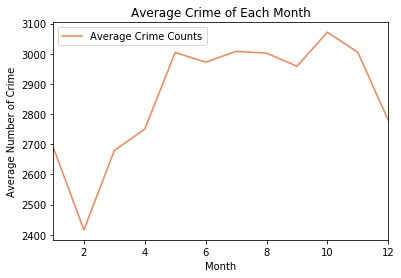 Average Crime of Each Month
Average Crime Counts
Average Number of Crime
3100
3000
2900
2800
2700
2600
2500
2400
2 4 6 8 10 12
Month